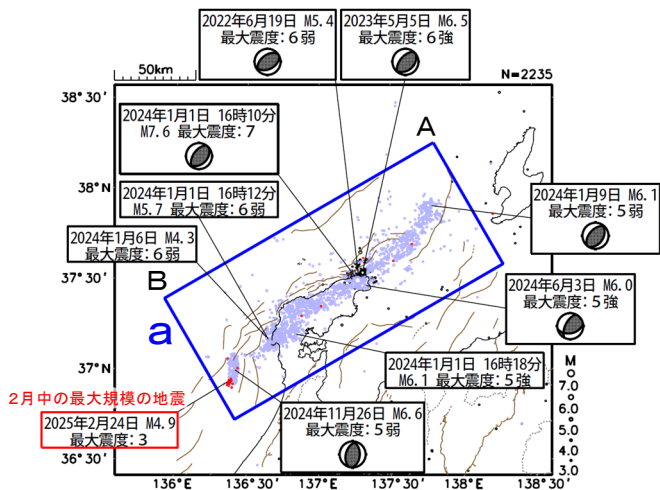 2022年6月19日 M5.4
最大震度：６弱
2023年5月5日 M6.5
最大震度：６強
50km
N=2235
38°30′
2024年1月1日 16時10分
M7.6 最大震度：７
A
38°N
2024年1月1日 16時12分
M5.7 最大震度：６弱
2024年1月9日 M6.1
最大震度：５弱
2024年1月6日 M4.3
最大震度：６弱
B
37°30′
2024年6月3日 M6.0
最大震度：５強
a
2024年1月1日 16時18分
M6.1 最大震度：５強
37°N
M
7.0
6.0
5.0
4.0
3.0
２月中の最大規模の地震
2025年2月24日 M4.9
最大震度：３
2024年11月26日 M6.6
最大震度：５弱
36°30′
136°E
136°30′
137°E
137°30′
138°E
138°30′